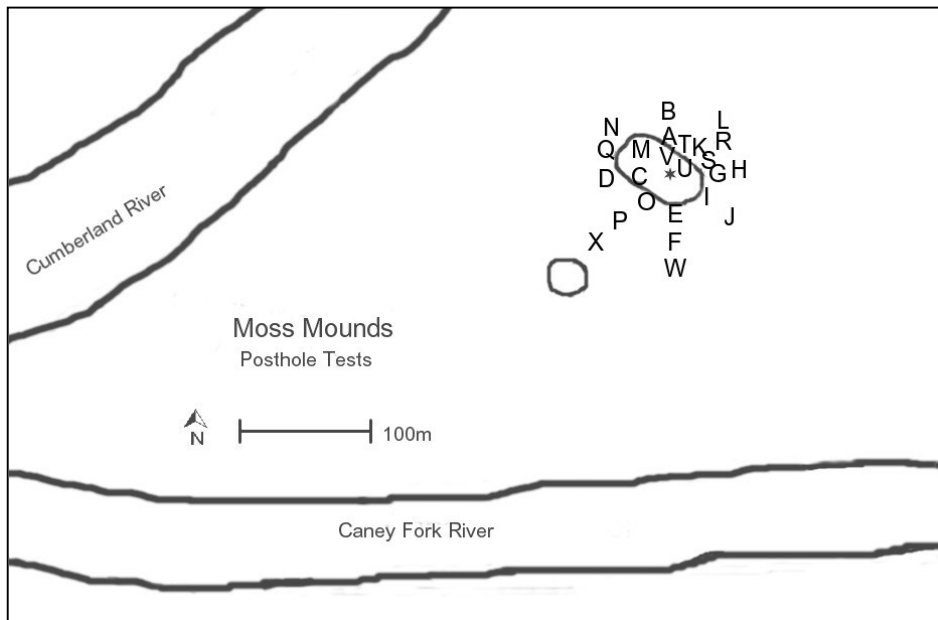 B
L
N
A
T
K
R
Q
M
V
S
C
U
G
H
D
O
I
P
E
J
X
F
W
Cumberland River
Moss Mounds
Posthole Tests
N
100m
Caney Fork River